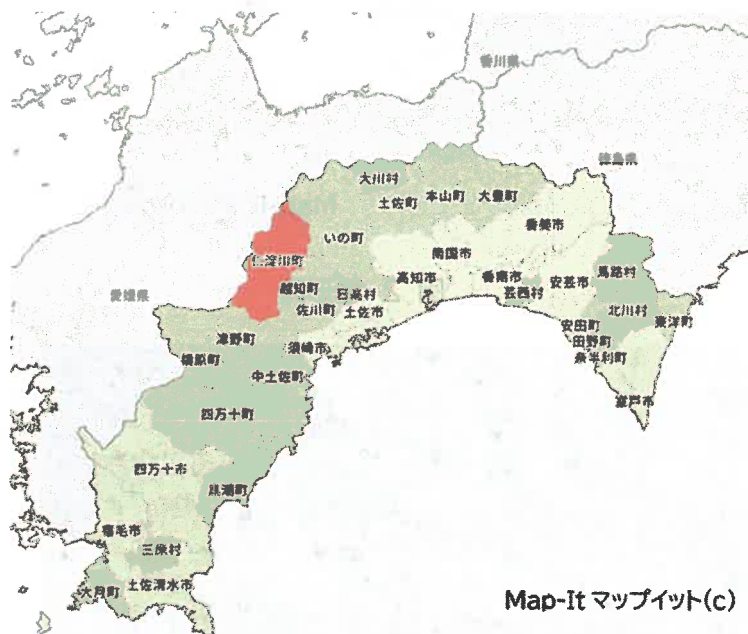 香川県
徳島県
大川村
土佐町
本山町
大豊町
香美市
いの町
南国市
仁淀川町
馬路村
高知市
香南市
安芸市
愛媛県
越知町
日高村
芸西村
佐川町
土佐市
北川村
東洋町
安田町
津野町
須崎市
田野町
梼原町
奈半利町
中土佐町
室戸市
四万十町
四万十市
黒潮町
宿毛市
三原村
大月町
土佐清水市
Map-It マップイット(c)